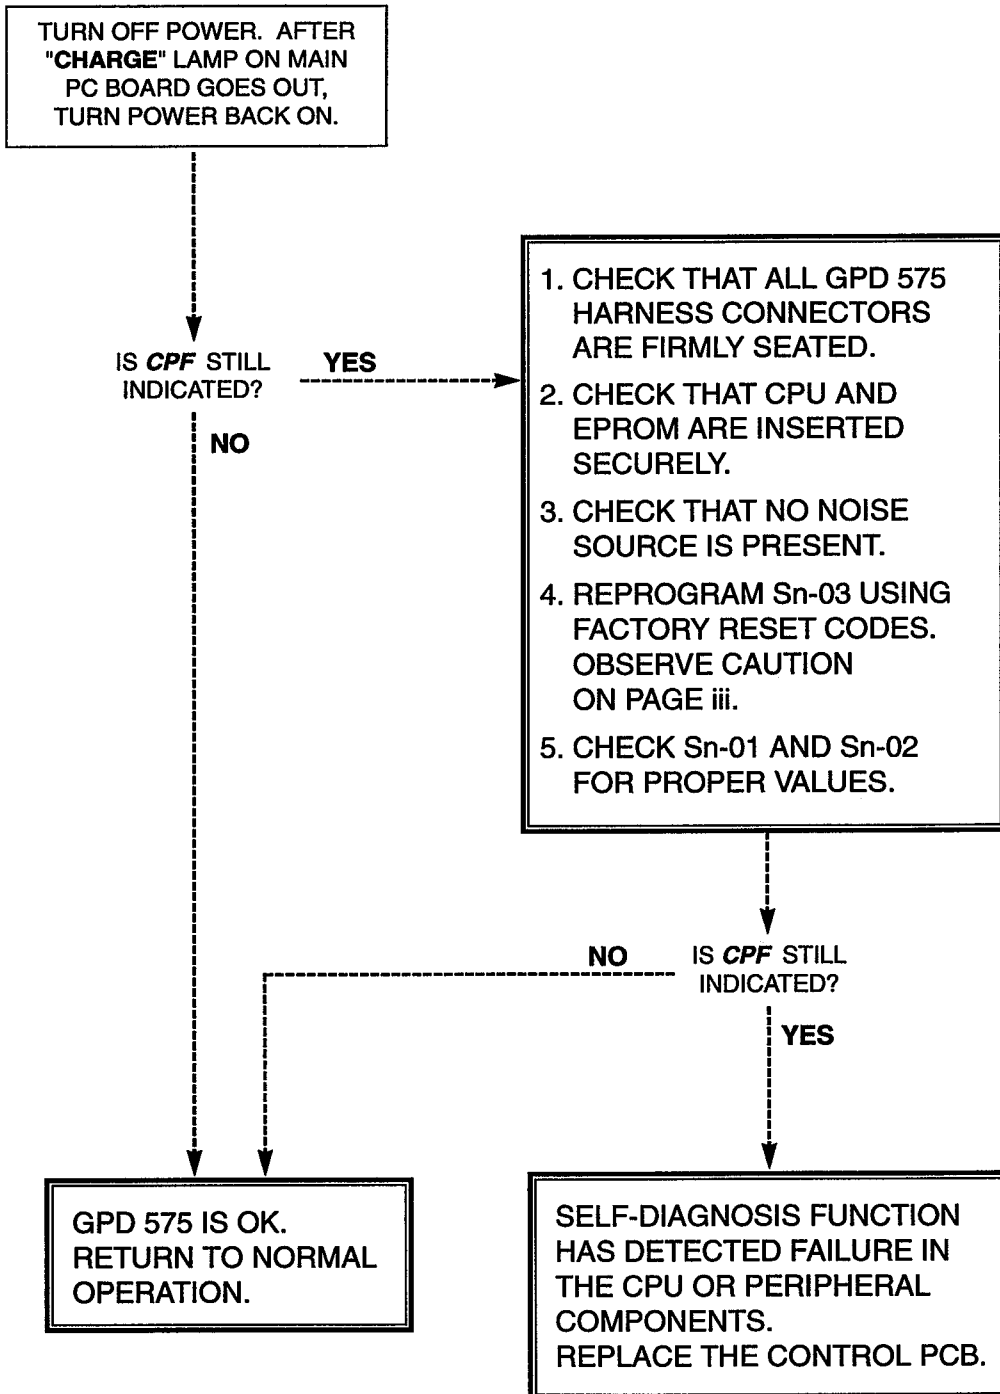 TURN OFF POWER. AFTER
"CHARGE" LAMP ON MAIN
PC BOARD GOES OUT,
TURN POWER BACK ON.
IS CPF STILL
INDICATED?
YES
NO
1. CHECK THAT ALL GPD 575
HARNESS CONNECTORS
ARE FIRMLY SEATED.
2. CHECK THAT CPU AND
EPROM ARE INSERTED
SECURELY.
3. CHECK THAT NO NOISE
SOURCE IS PRESENT.
4. REPROGRAM Sn-03 USING
FACTORY RESET CODES.
OBSERVE CAUTION
ON PAGE iii.
5. CHECK Sn-01 AND Sn-02
FOR PROPER VALUES.
NO
IS CPF STILL
INDICATED?
YES
GPD 575 IS OK.
RETURN TO NORMAL
OPERATION.
SELF-DIAGNOSIS FUNCTION
HAS DETECTED FAILURE IN
THE CPU OR PERIPHERAL
COMPONENTS.
REPLACE THE CONTROL PCB.